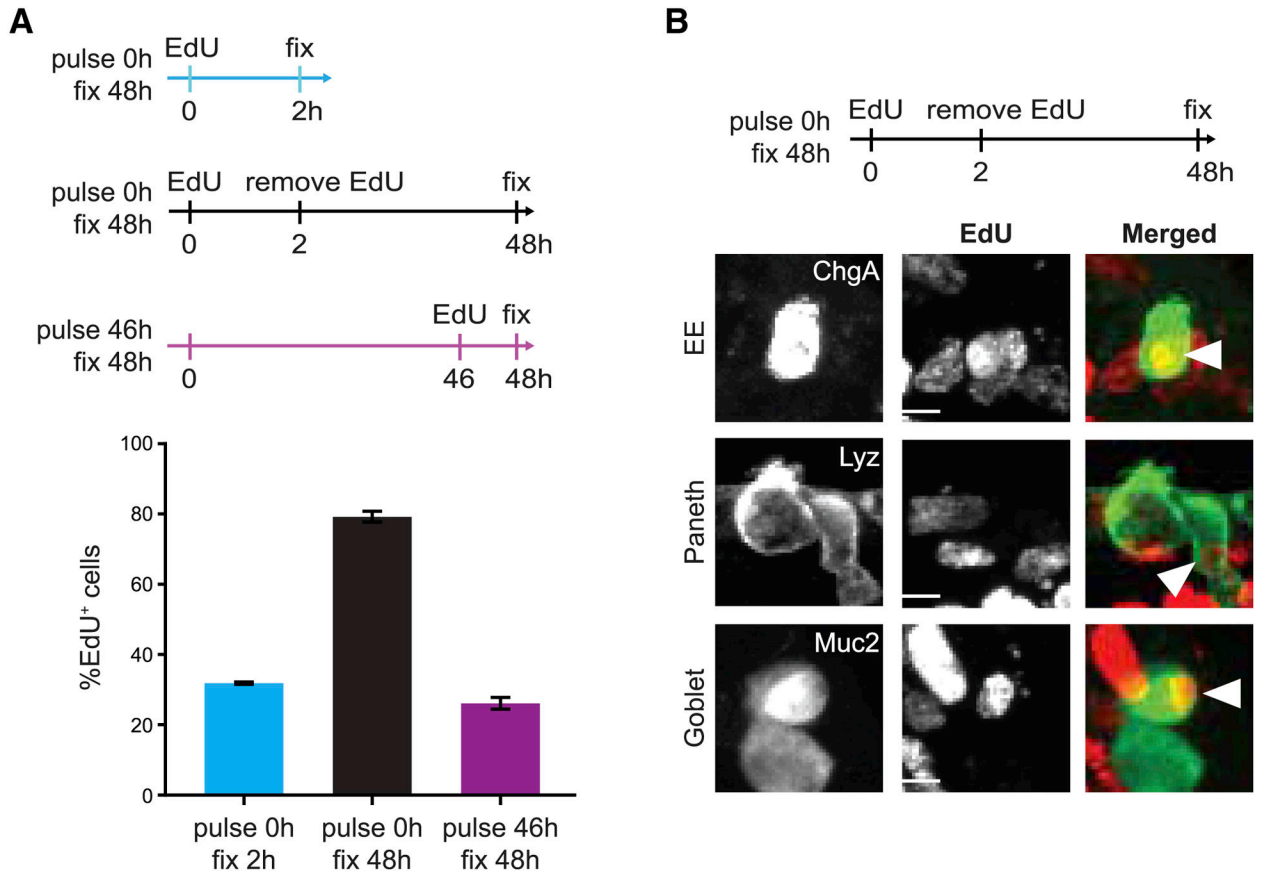 A
EdU fix
pulse 0h
fix 48h
0 2h
EdU remove EdU fix
pulse 0h
fix 48h
0 2 48h
EdU fix
pulse 46h
fix 48h
0 46 48h
100
80
60
40
20
0
%EdU+ cells
pulse 0h
fix 2h
pulse 0h
fix 48h
pulse 46h
fix 48h
B
EdU remove EdU fix
pulse 0h
fix 48h
0 2 48h
EdU Merged
EE
ChgA
Paneth
Lyz
Goblet
Muc2